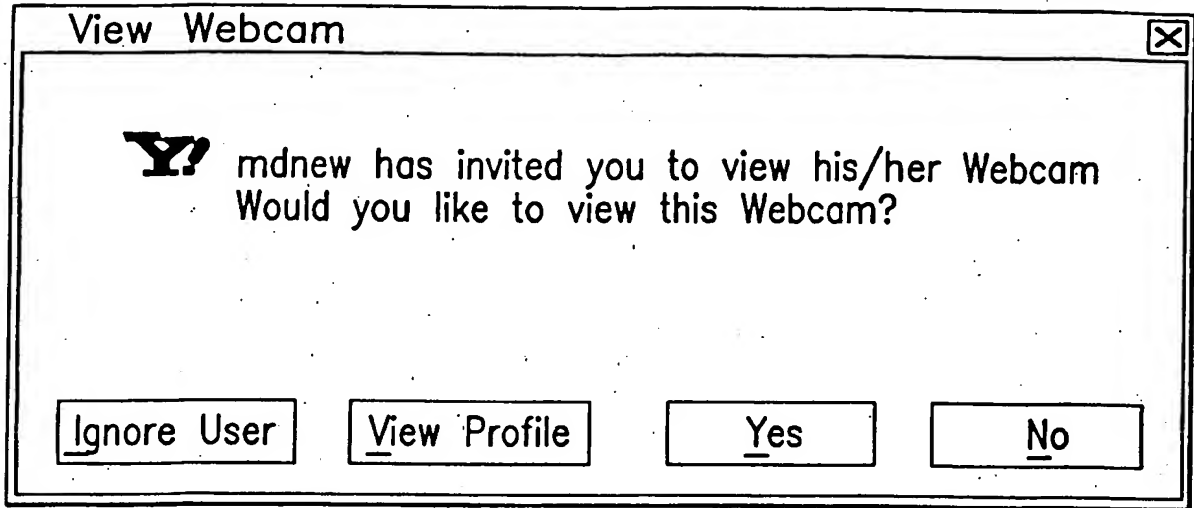 View Webcam
Y! mdnew has invited you to view his/her Webcam
Would you like to view this Webcam?
Ignore User
View Profile
Yes
No